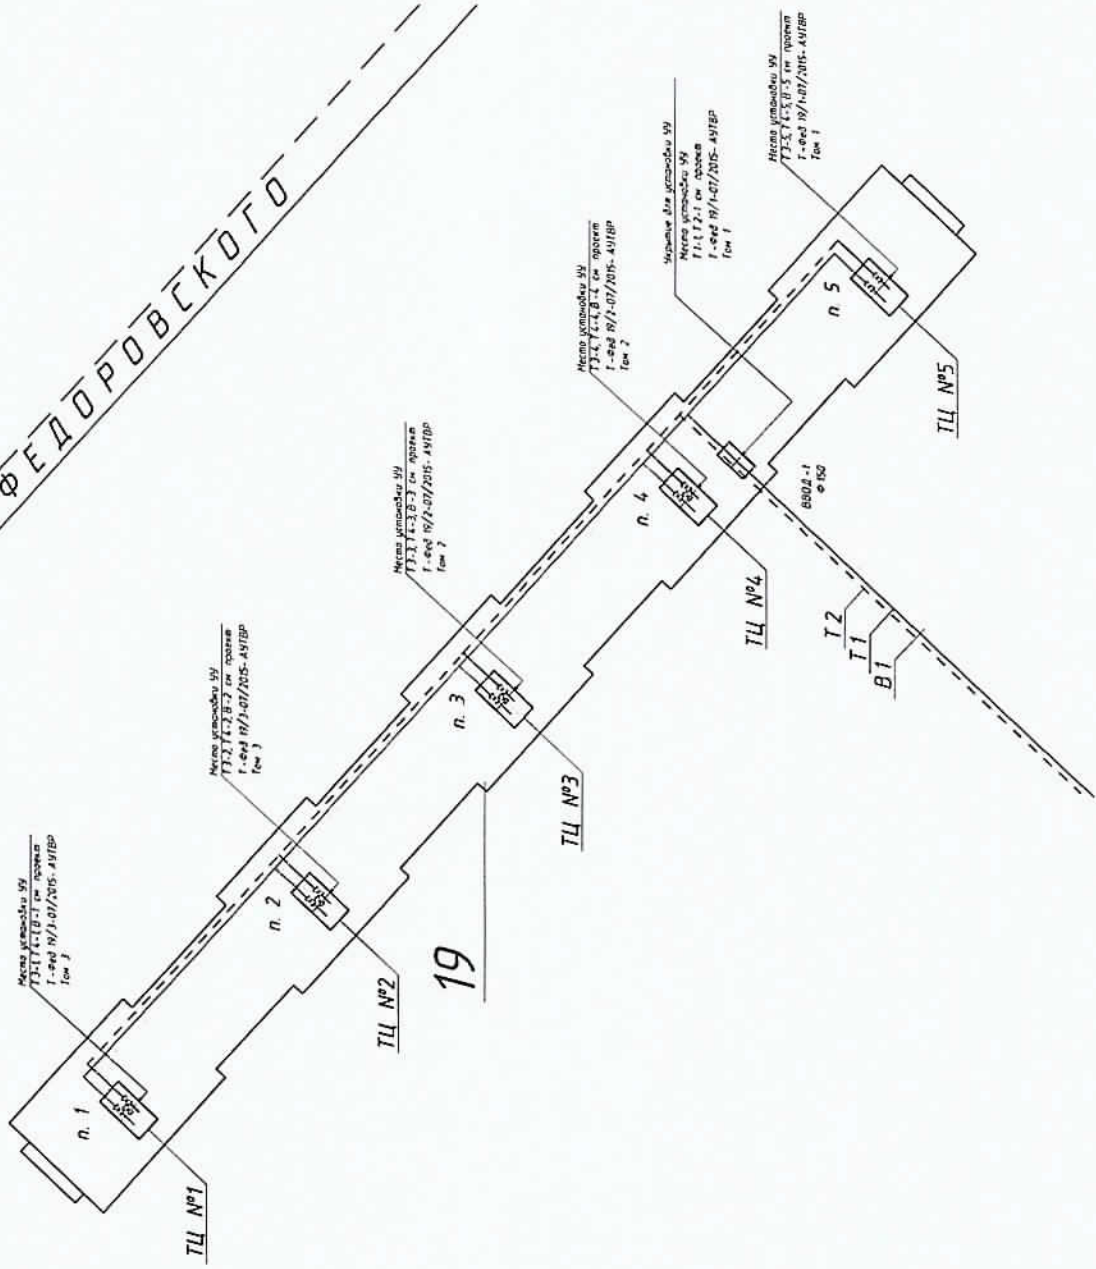 ФЕДОРОВСКОГО
Место установки УУ
Т3-1, Т4-1, В-1 см проект
Т-Фед 19/3-07/2015- АУТВР
Том 3
п. 1
ТЦ №1
Место установки УУ
Т3-2, Т4-2, В-2 см проект
Т-Фед 19/3-07/2015- АУТВР
Том 3
п. 2
ТЦ №2
19
Место установки УУ
Т3-3, Т4-3, В-3 см проект
Т-Фед 19/2-07/2015- АУТВР
Том 2
п. 3
ТЦ №3
Место установки УУ
Т3-4, Т4-4, В-4 см проект
Т-Фед 19/2-07/2015- АУТВР
Том 2
п. 4
ТЦ №4
Укрытие для установки УУ
Место установки УУ
Т1-1, Т2-1 см проект
Т-Фед 19/1-07/2015- АУТВР
Том 1
ВВОД-1
Ф 150
Т2
Т1
В1
Место установки УУ
Т3-5, Т4-5, В-5 см проект
Т-Фед 19/1-07/2015- АУТВР
Том 1
п. 5
ТЦ №5